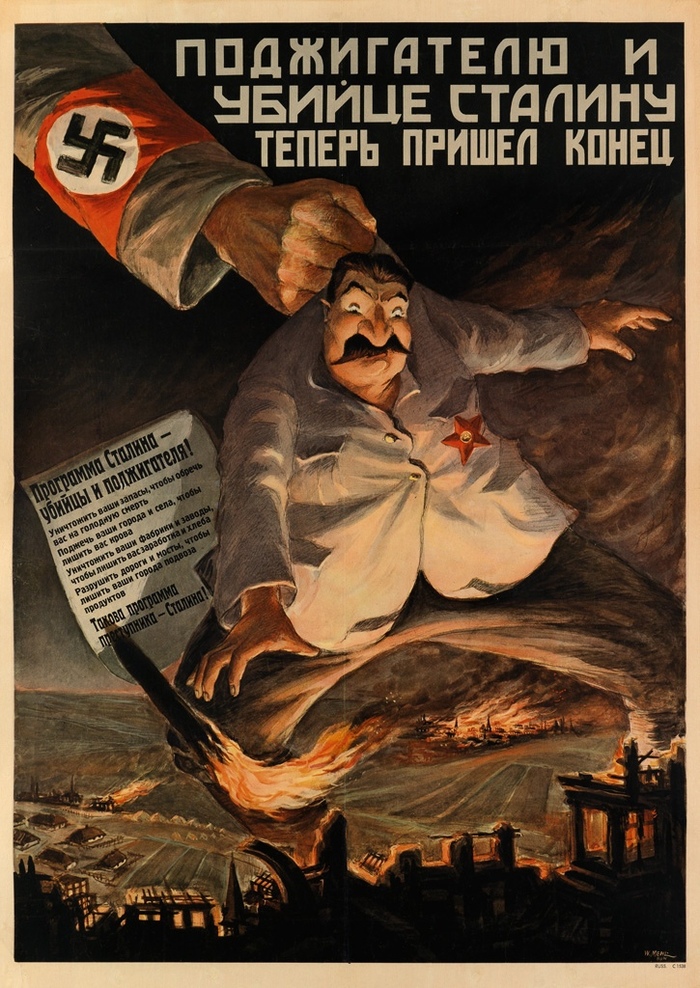 ПОДЖИГАТЕЛЮ И
УБИЙЦЕ СТАЛИНУ
ТЕПЕРЬ ПРИШЕЛ КОНЕЦ
Программа Сталина –
убийцы и поджигателя!
Уничтожить ваши запасы, чтобы обречь
вас на голодную смерть
Поджечь ваши города и села, чтобы
лишить вас крова
Уничтожить ваши фабрики и заводы,
чтобы лишить вас заработка и хлеба
Разрушить дороги и мосты, чтобы
лишить ваши города подвоза
продуктов
Такова программа
преступника – Сталина!
RUSS. C 1928